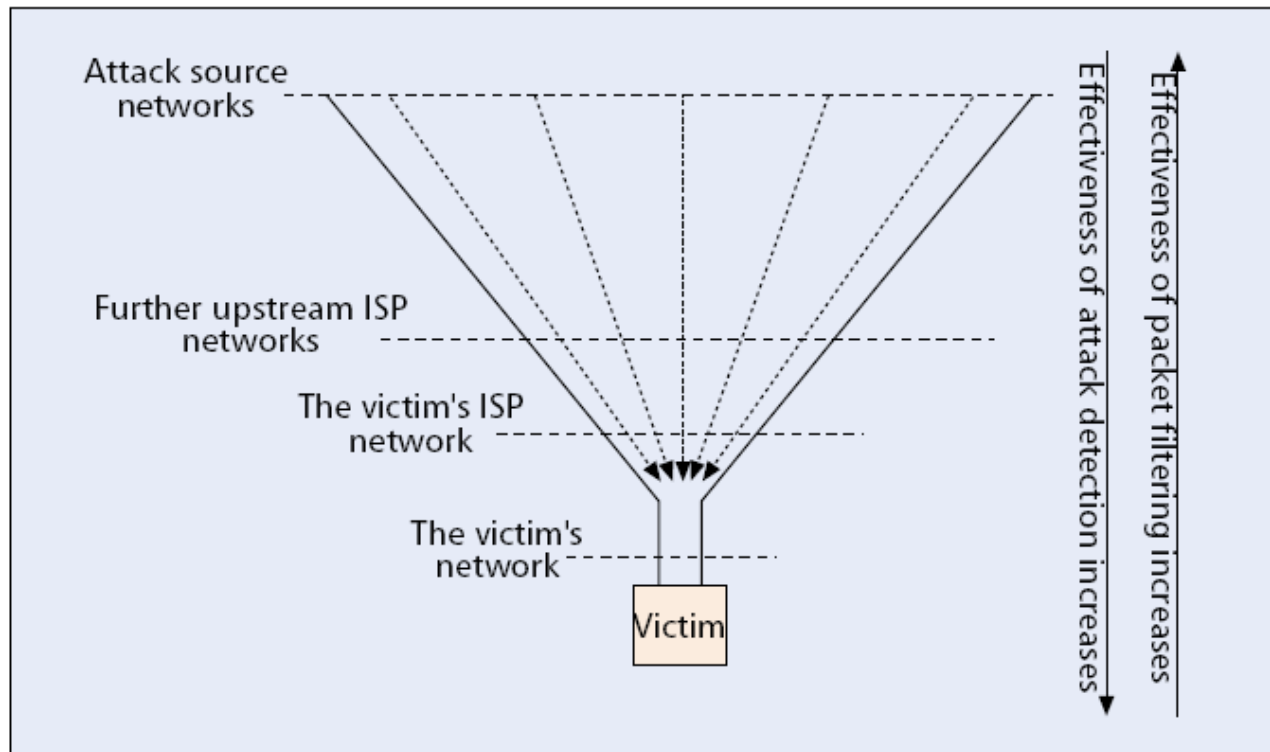 Attack source
networks
Further upstream ISP
networks
The victim's ISP
network
The victim's
network
Victim
Effectiveness of attack detection increases
Effectiveness of packet filtering increases